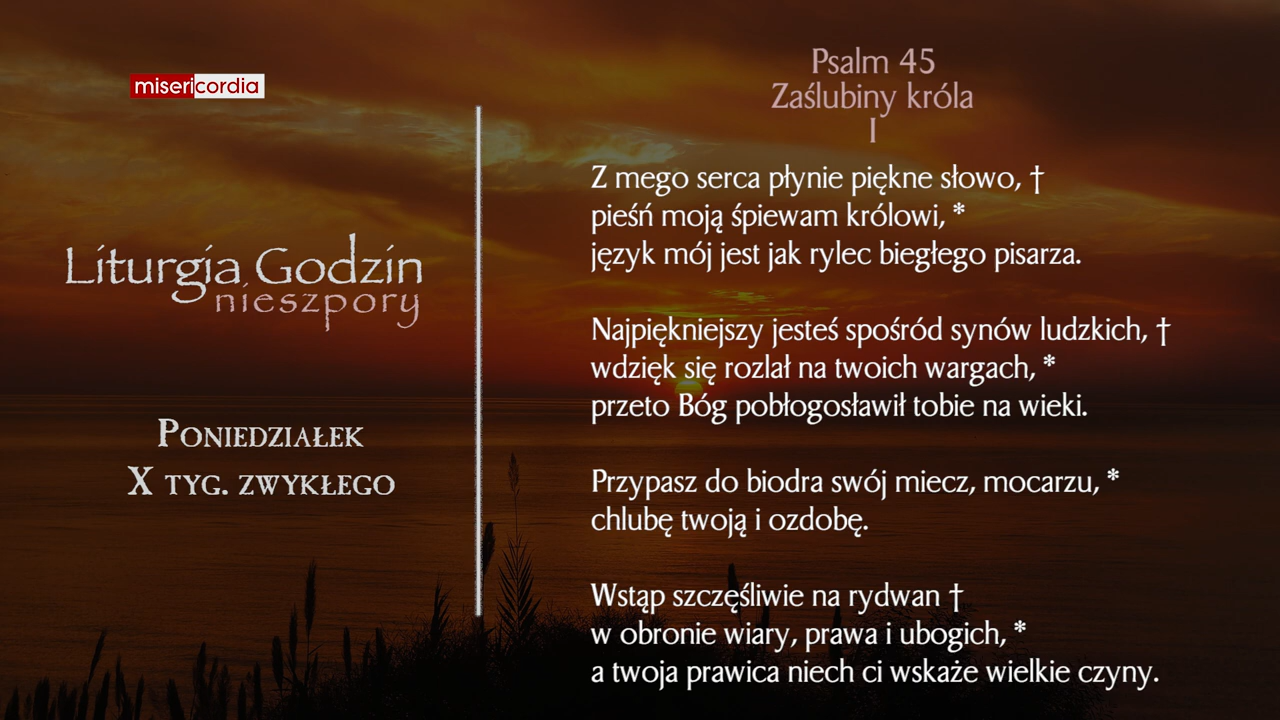 misericordia
Liturgia Godzin
nieszpory
Poniedziałek
X tyg. zwykłego
Psalm 45
Zaślubiny króla
I
Z mego serca płynie piękne słowo, †
pieśń moją śpiewam królowi, *
język mój jest jak rylec biegłego pisarza.
Najpiękniejszy jesteś spośród synów ludzkich, †
wdzięk się rozlał na twoich wargach, *
przeto Bóg pobłogosławił tobie na wieki.
Przypasz do biodra swój miecz, mocarzu, *
chlubę twoją i ozdobę.
Wstąp szczęśliwie na rydwan †
w obronie wiary, prawa i ubogich, *
a twoja prawica niech ci wskaże wielkie czyny.